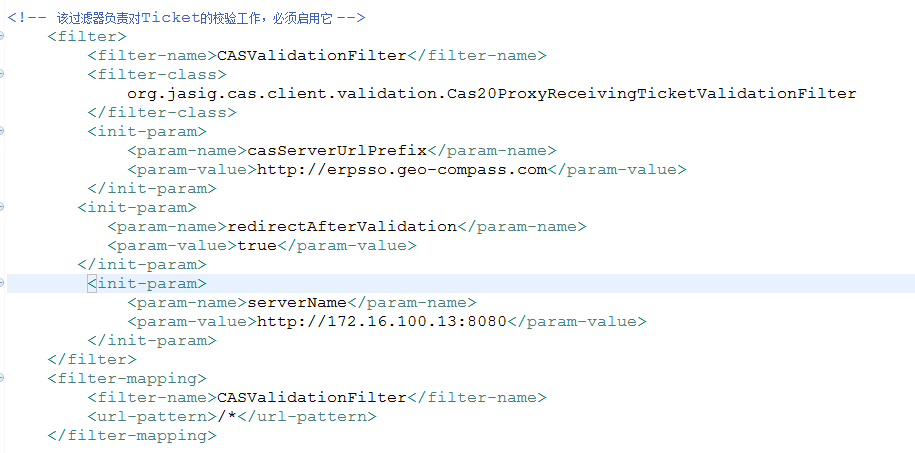 <!-- 该过滤器负责对Ticket的校验工作，必须启用它 -->
<filter>
<filter-name>CASValidationFilter</filter-name>
<filter-class>
org.jasig.cas.client.validation.Cas20ProxyReceivingTicketValidationFilter
</filter-class>
<init-param>
<param-name>casServerUrlPrefix</param-name>
<param-value>http://erpsso.geo-compass.com</param-value>
</init-param>
<init-param>
<param-name>redirectAfterValidation</param-name>
<param-value>true</param-value>
</init-param>
<init-param>
<param-name>serverName</param-name>
<param-value>http://172.16.100.13:8080</param-value>
</init-param>
</filter>
<filter-mapping>
<filter-name>CASValidationFilter</filter-name>
<url-pattern>/*</url-pattern>
</filter-mapping>